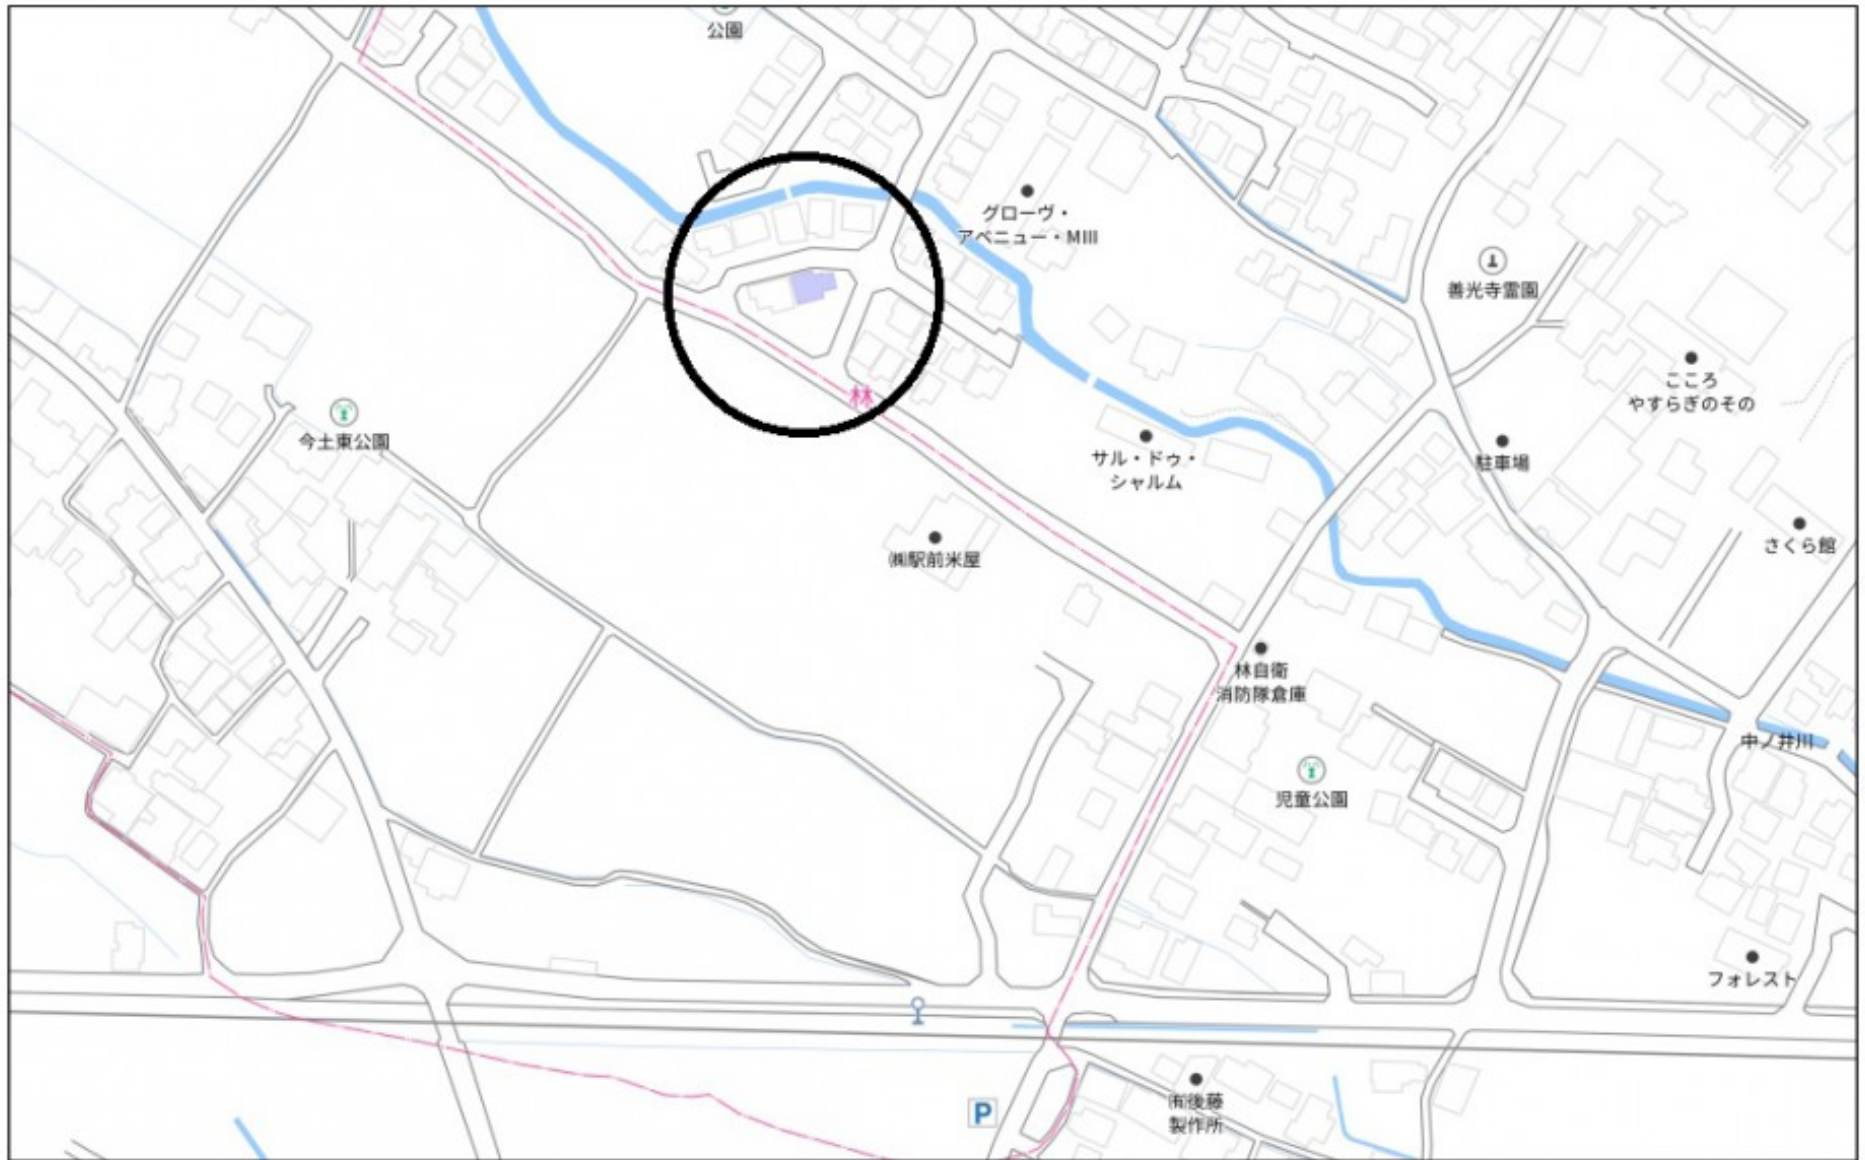 公園
グローヴ・
アベニュー・MIII
善光寺霊園
こころ
やすらぎのその
林
今土東公園
サル・ドゥ・
シャルム
駐車場
さくら館
㈱駅前米屋
林自衛
消防隊倉庫
中ノ井川
児童公園
フォレスト
P
㈲後藤
製作所